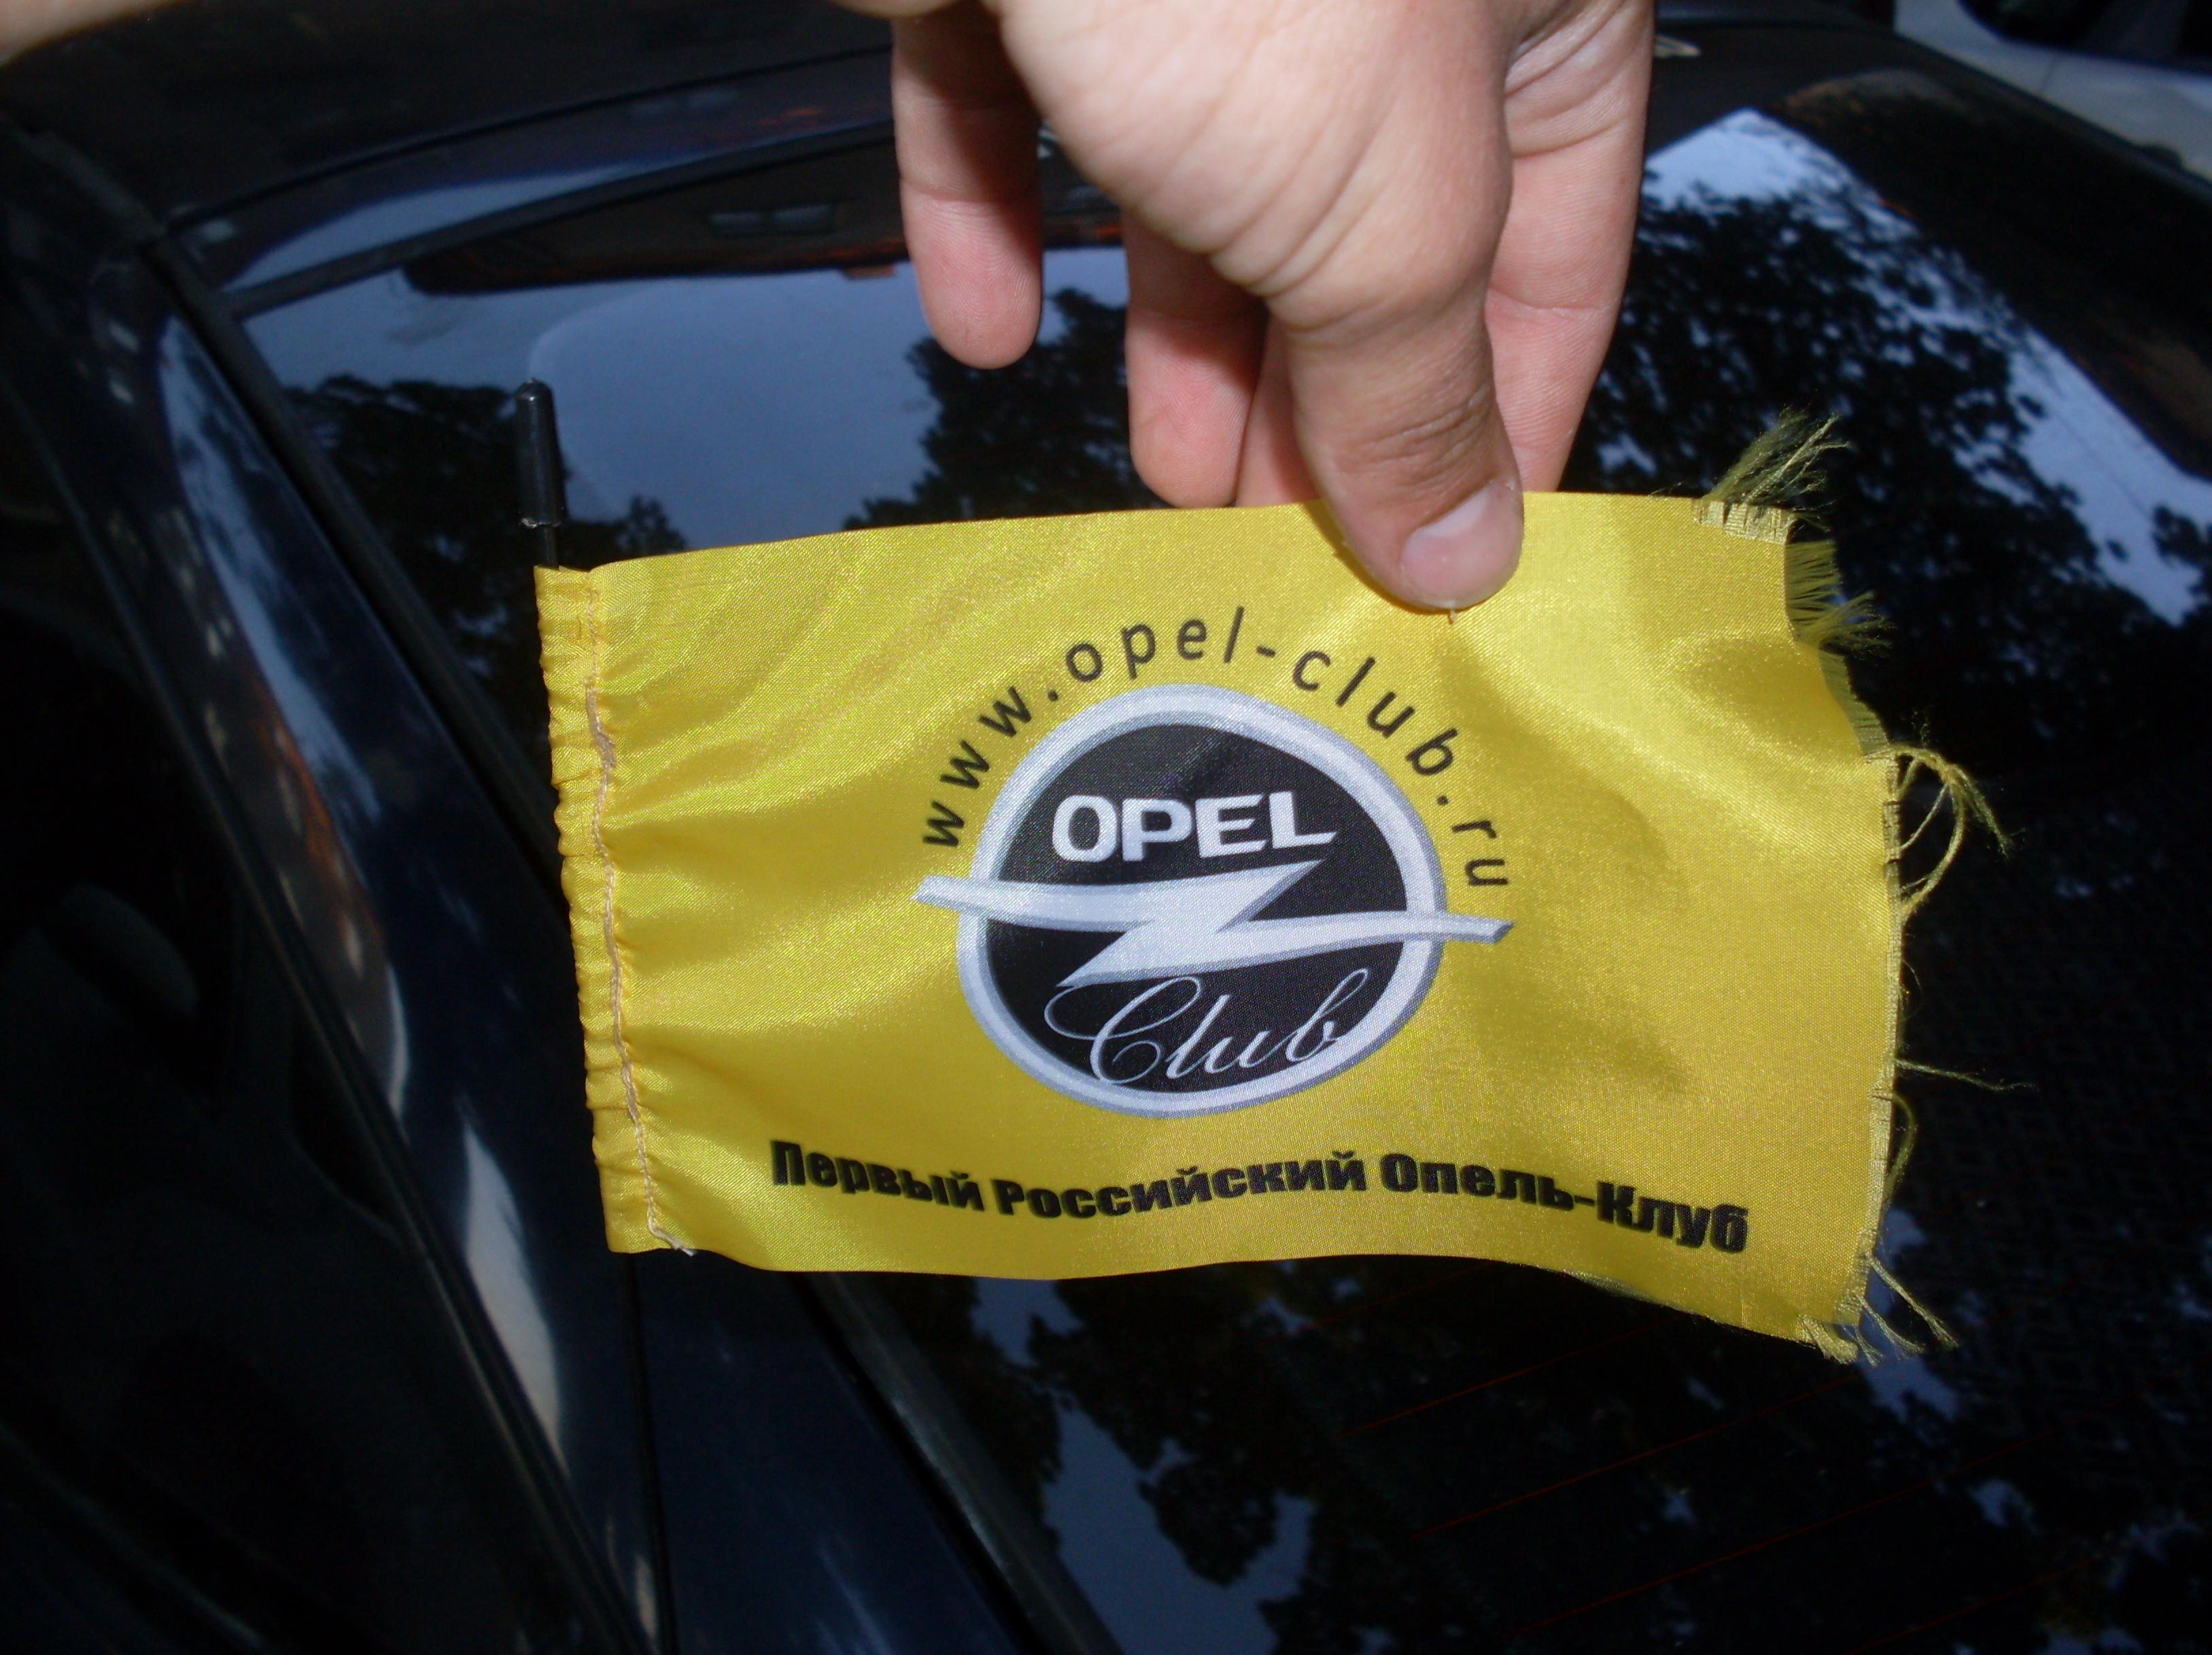 www.opel-club.ru
OPEL
Club
Первый Российский Опель-Клуб